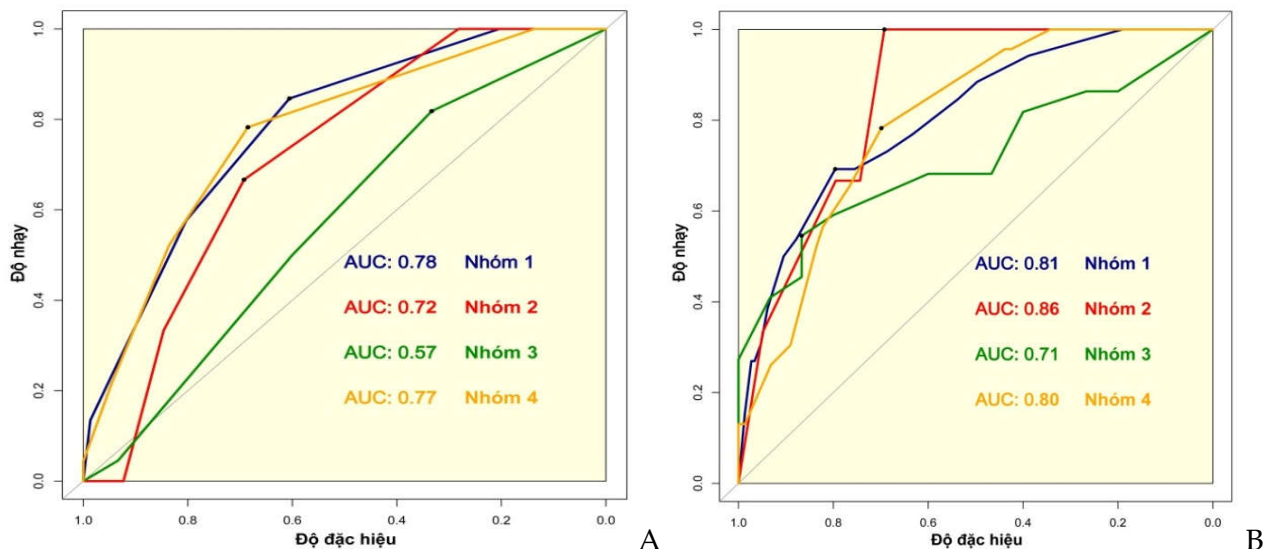 1.0
0.8
0.6
0.4
0.2
0.0
Độ nhạy
AUC: 0.78 Nhóm 1
AUC: 0.72 Nhóm 2
AUC: 0.57 Nhóm 3
AUC: 0.77 Nhóm 4
1.0 0.8 0.6 0.4 0.2 0.0
Độ đặc hiệu
A
1.0
0.8
0.6
0.4
0.2
0.0
Độ nhạy
AUC: 0.81 Nhóm 1
AUC: 0.86 Nhóm 2
AUC: 0.71 Nhóm 3
AUC: 0.80 Nhóm 4
1.0 0.8 0.6 0.4 0.2 0.0
Độ đặc hiệu
B